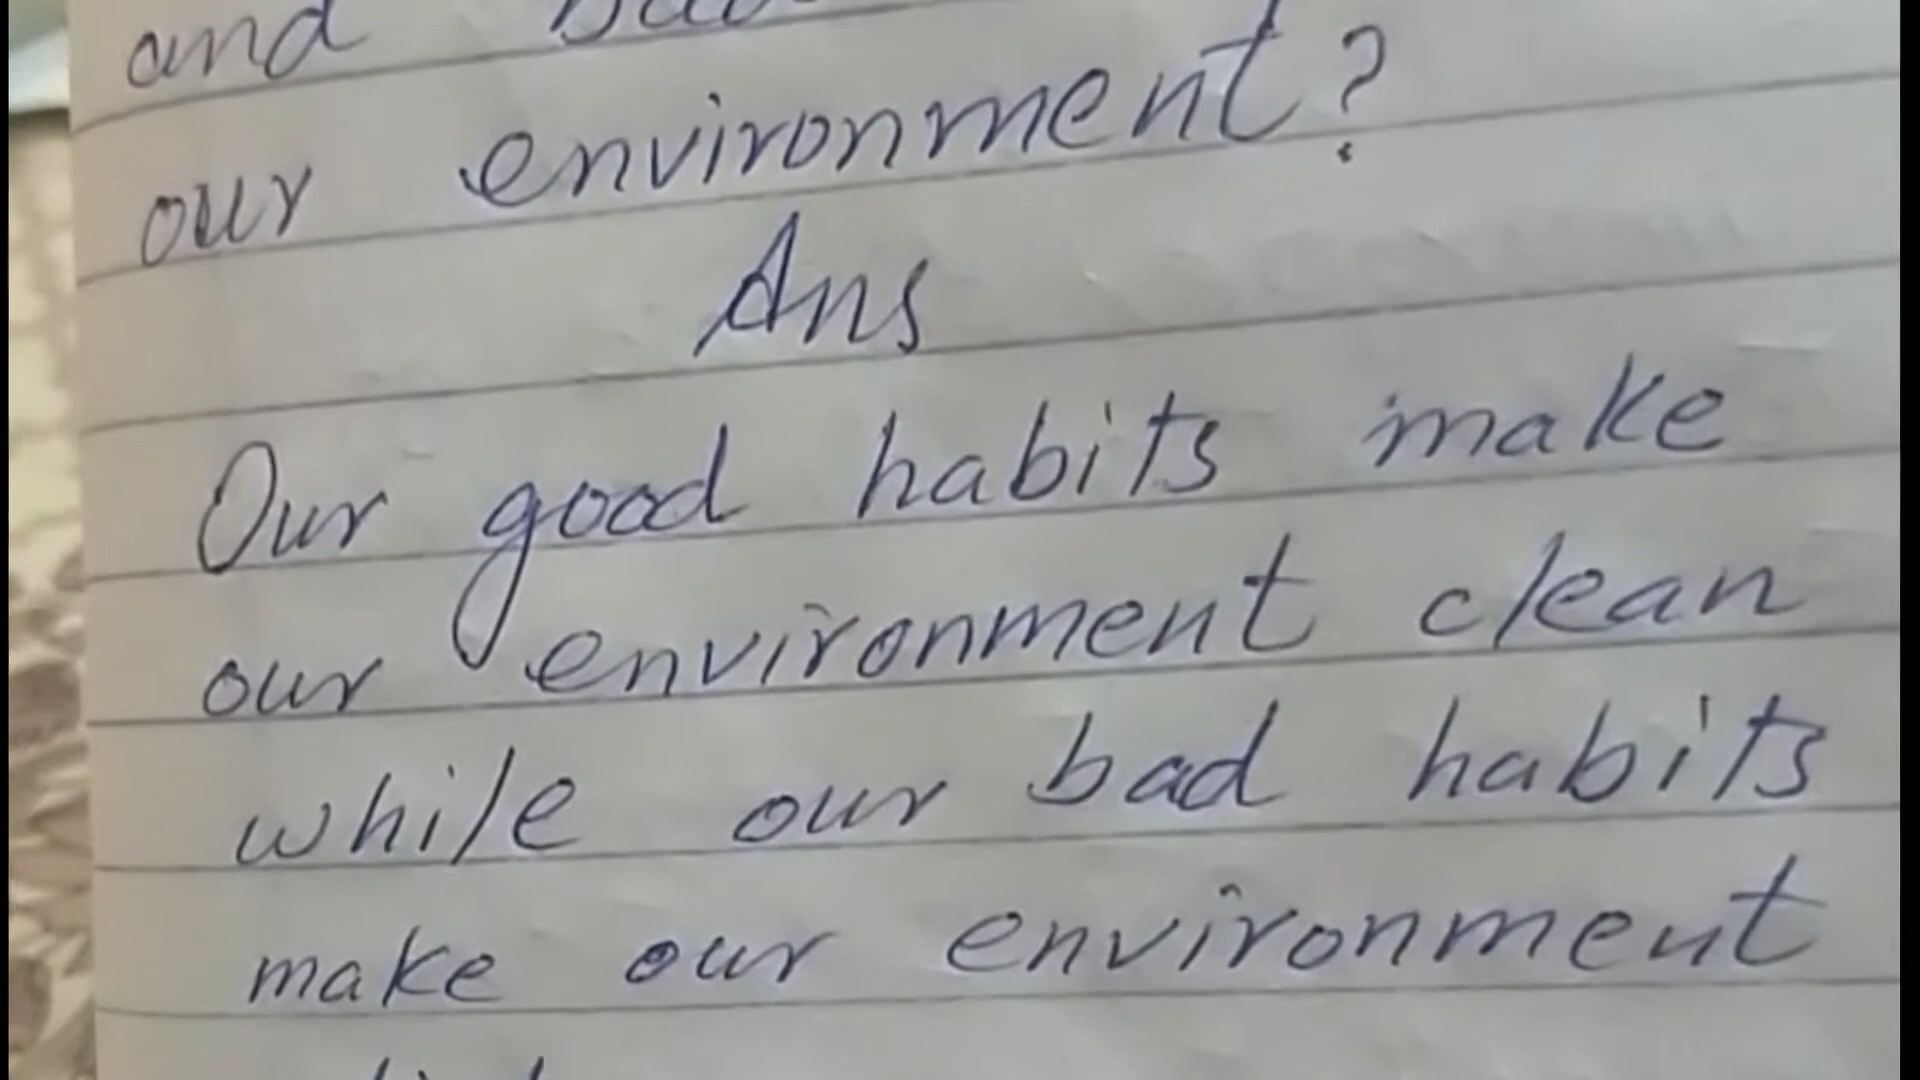 and
our environment?
Ans
Our good habits make
our environment clean
while our bad habits
make our environment